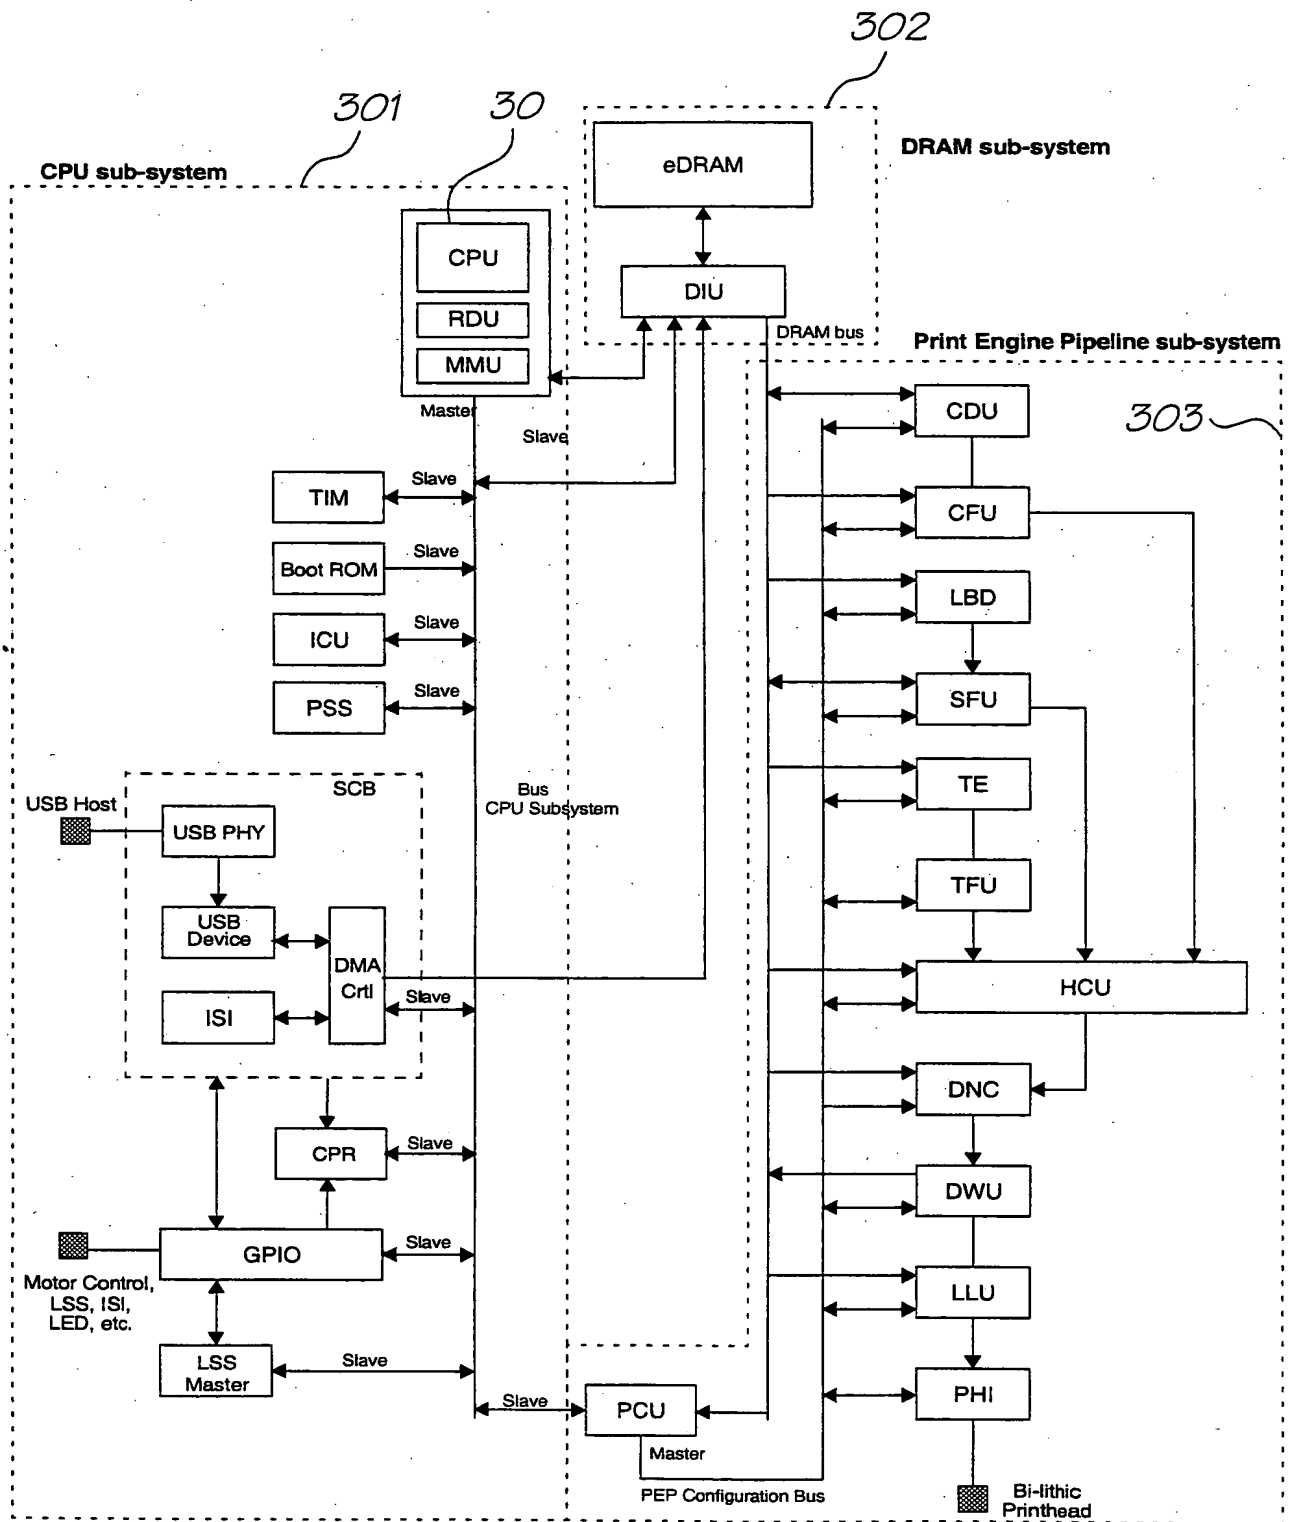 302
301
30
CPU sub-system
DRAM sub-system
eDRAM
CPU
RDU
MMU
DIU
DRAM bus
Print Engine Pipeline sub-system
303
Master
Slave
TIM
Slave
Boot ROM
Slave
ICU
Slave
PSS
Slave
SCB
USB Host
USB PHY
Bus
CPU Subsystem
USB
Device
DMA
Crtl
ISI
Slave
CPR
Slave
GPIO
Slave
Motor Control,
LSS, ISI,
LED, etc.
LSS
Master
Slave
Slave
PCU
Master
PEP Configuration Bus
CDU
CFU
LBD
SFU
TE
TFU
HCU
DNC
DWU
LLU
PHI
Bi-lithic
Printhead